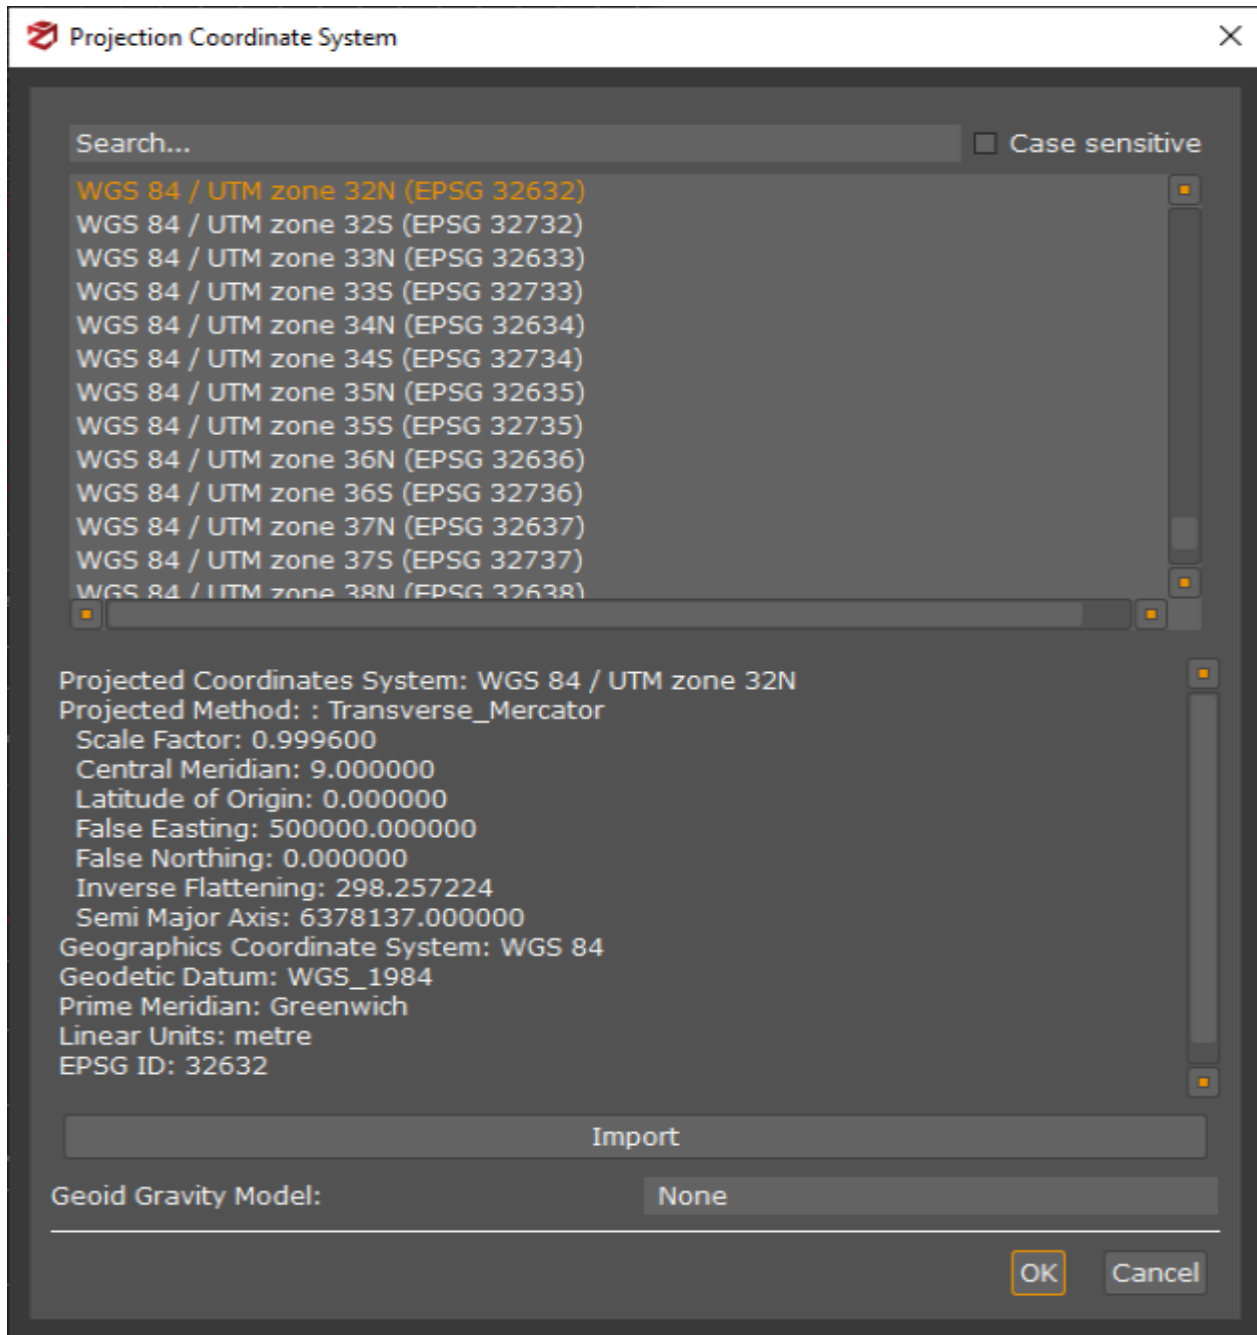 Projection Coordinate System
Search...
Case sensitive
WGS 84 / UTM zone 32N (EPSG 32632)
WGS 84 / UTM zone 32S (EPSG 32732)
WGS 84 / UTM zone 33N (EPSG 32633)
WGS 84 / UTM zone 33S (EPSG 32733)
WGS 84 / UTM zone 34N (EPSG 32634)
WGS 84 / UTM zone 34S (EPSG 32734)
WGS 84 / UTM zone 35N (EPSG 32635)
WGS 84 / UTM zone 35S (EPSG 32735)
WGS 84 / UTM zone 36N (EPSG 32636)
WGS 84 / UTM zone 36S (EPSG 32736)
WGS 84 / UTM zone 37N (EPSG 32637)
WGS 84 / UTM zone 37S (EPSG 32737)
WGS 84 / UTM zone 38N (EPSG 32638)
Projected Coordinates System: WGS 84 / UTM zone 32N
Projected Method: : Transverse_Mercator
Scale Factor: 0.999600
Central Meridian: 9.000000
Latitude of Origin: 0.000000
False Easting: 500000.000000
False Northing: 0.000000
Inverse Flattening: 298.257224
Semi Major Axis: 6378137.000000
Geographics Coordinate System: WGS 84
Geodetic Datum: WGS_1984
Prime Meridian: Greenwich
Linear Units: metre
EPSG ID: 32632
Import
Geoid Gravity Model:
None
OK
Cancel